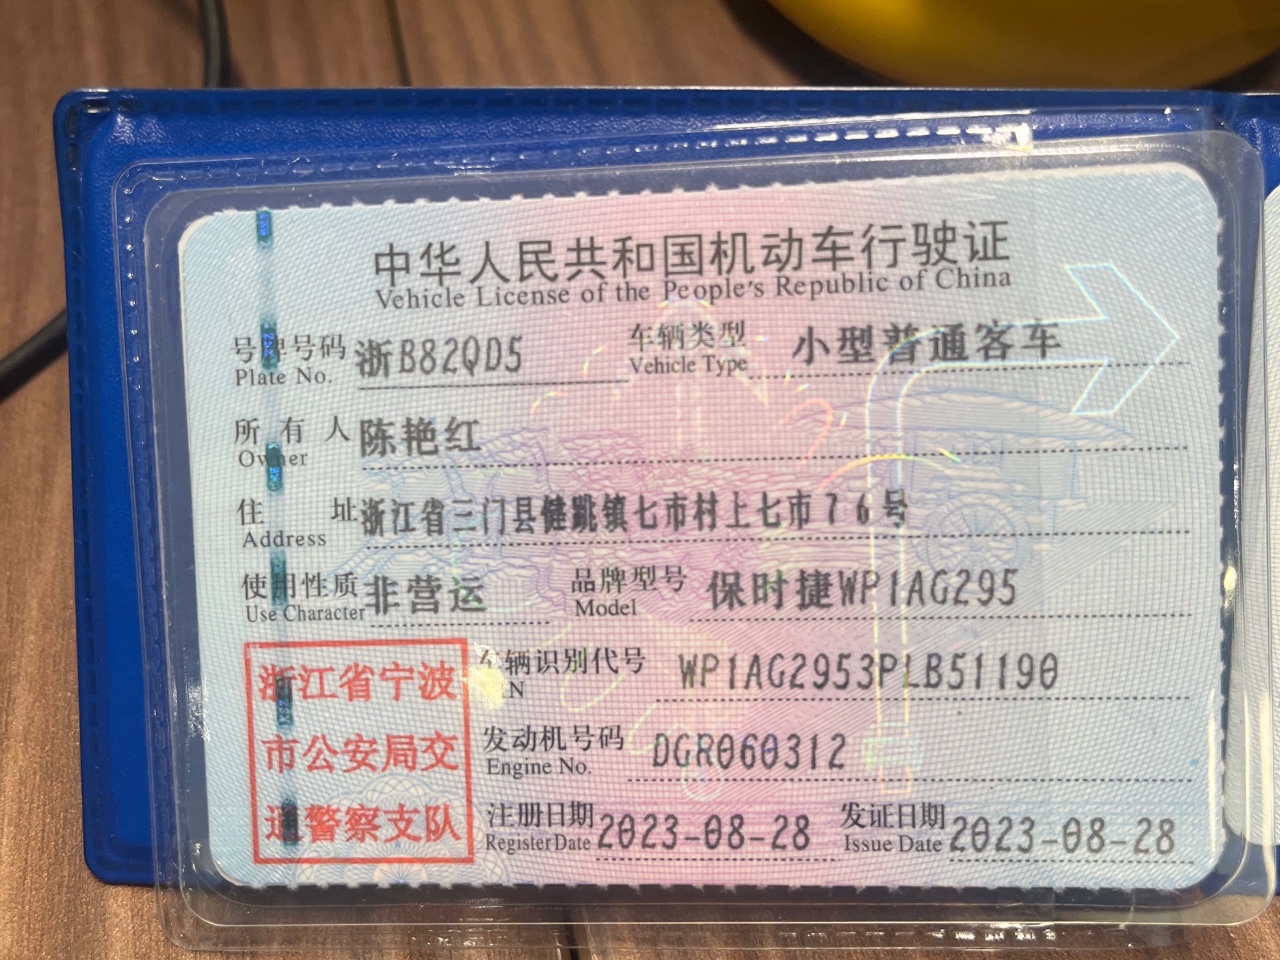 中华人民共和国机动车行驶证
Vehicle License of the People's Republic of China
号牌号码 浙B82QD5 车辆类型 小型普通客车
Plate No. Vehicle Type
所有人 陈艳红
Owner
住址 浙江省三门县健跳镇七市村上七市76号
Address
使用性质 非营运 品牌型号 保时捷WP1AG295
Use Character Model
浙江省宁波
市公安局交
通警察支队
车辆识别代号 WP1AG2953PLB51190
VIN
发动机号码 DGR060312
Engine No.
注册日期 2023-08-28 发证日期 2023-08-28
Register Date Issue Date